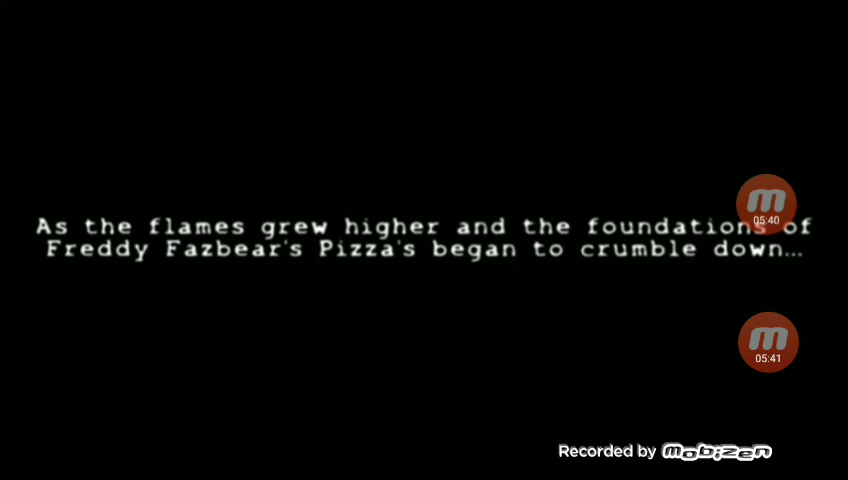 As the flames grew higher and the foundations of
Freddy Fazbear's Pizza's began to crumble down...
05:40
05:41
Recorded by mobizen